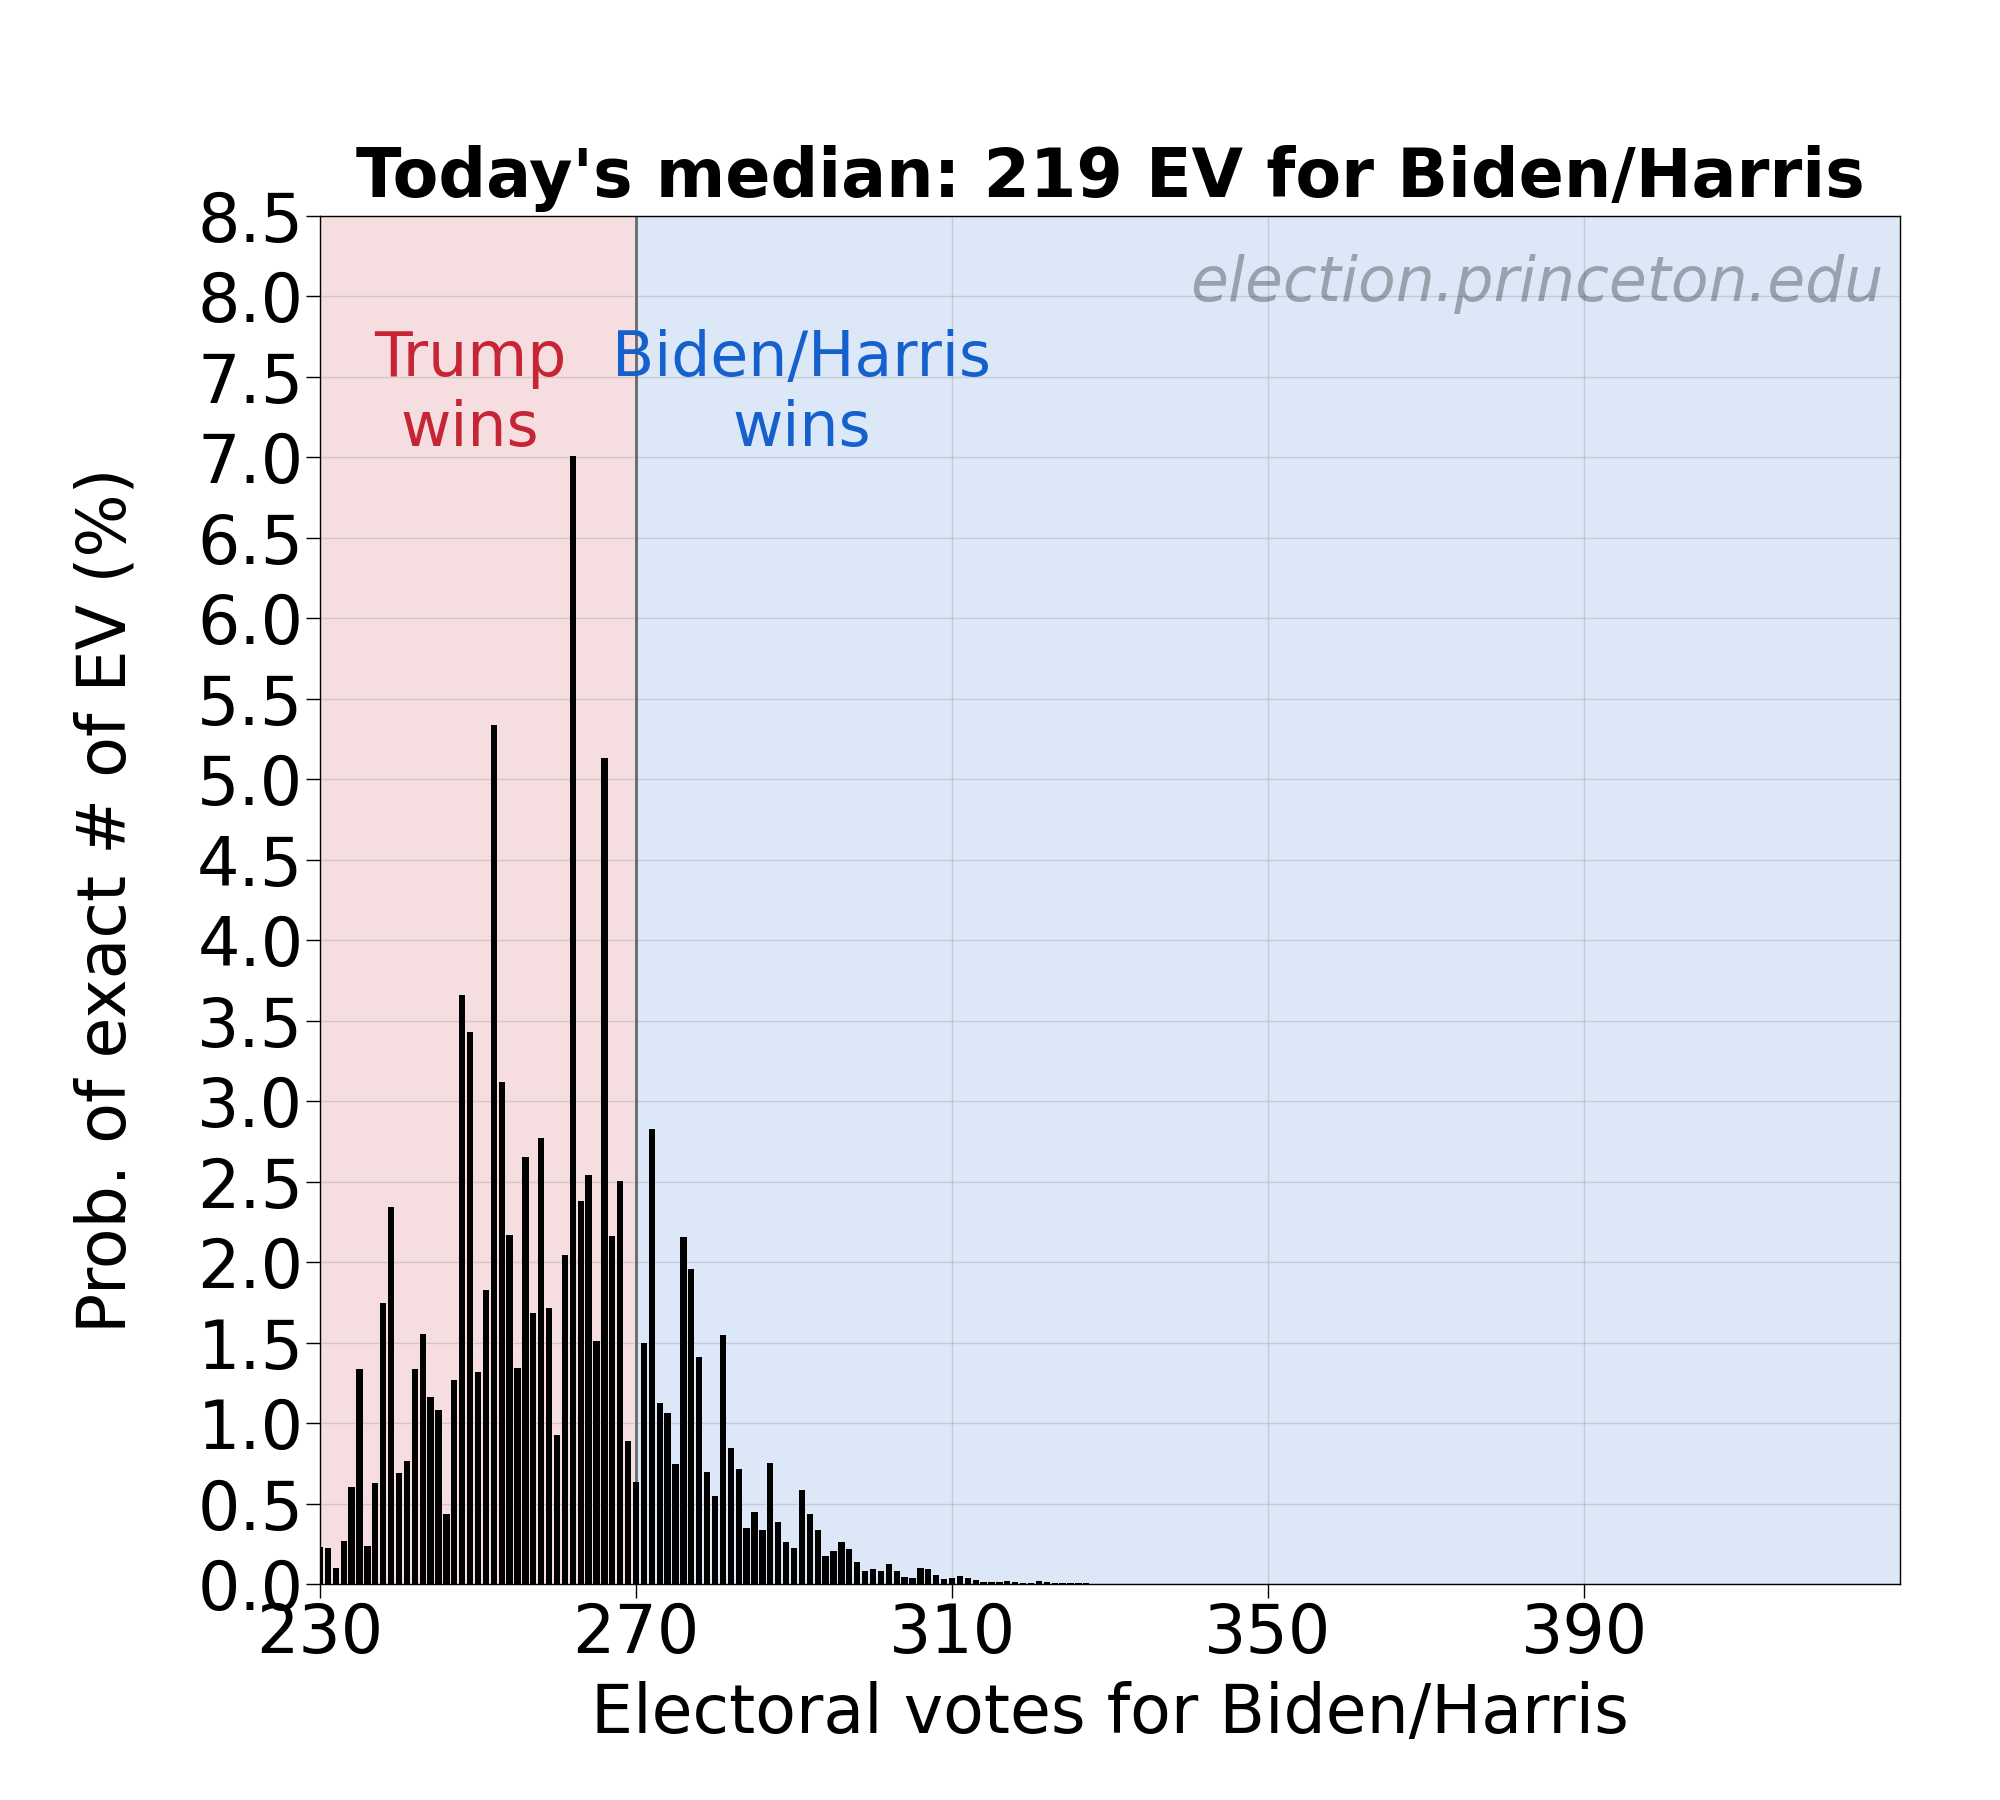 Today's median: 219 EV for Biden/Harris
election.princeton.edu
Trump
wins
Biden/Harris
wins
Prob. of exact # of EV (%)
8.5
8.0
7.5
7.0
6.5
6.0
5.5
5.0
4.5
4.0
3.5
3.0
2.5
2.0
1.5
1.0
0.5
0.0
230 270 310 350 390
Electoral votes for Biden/Harris